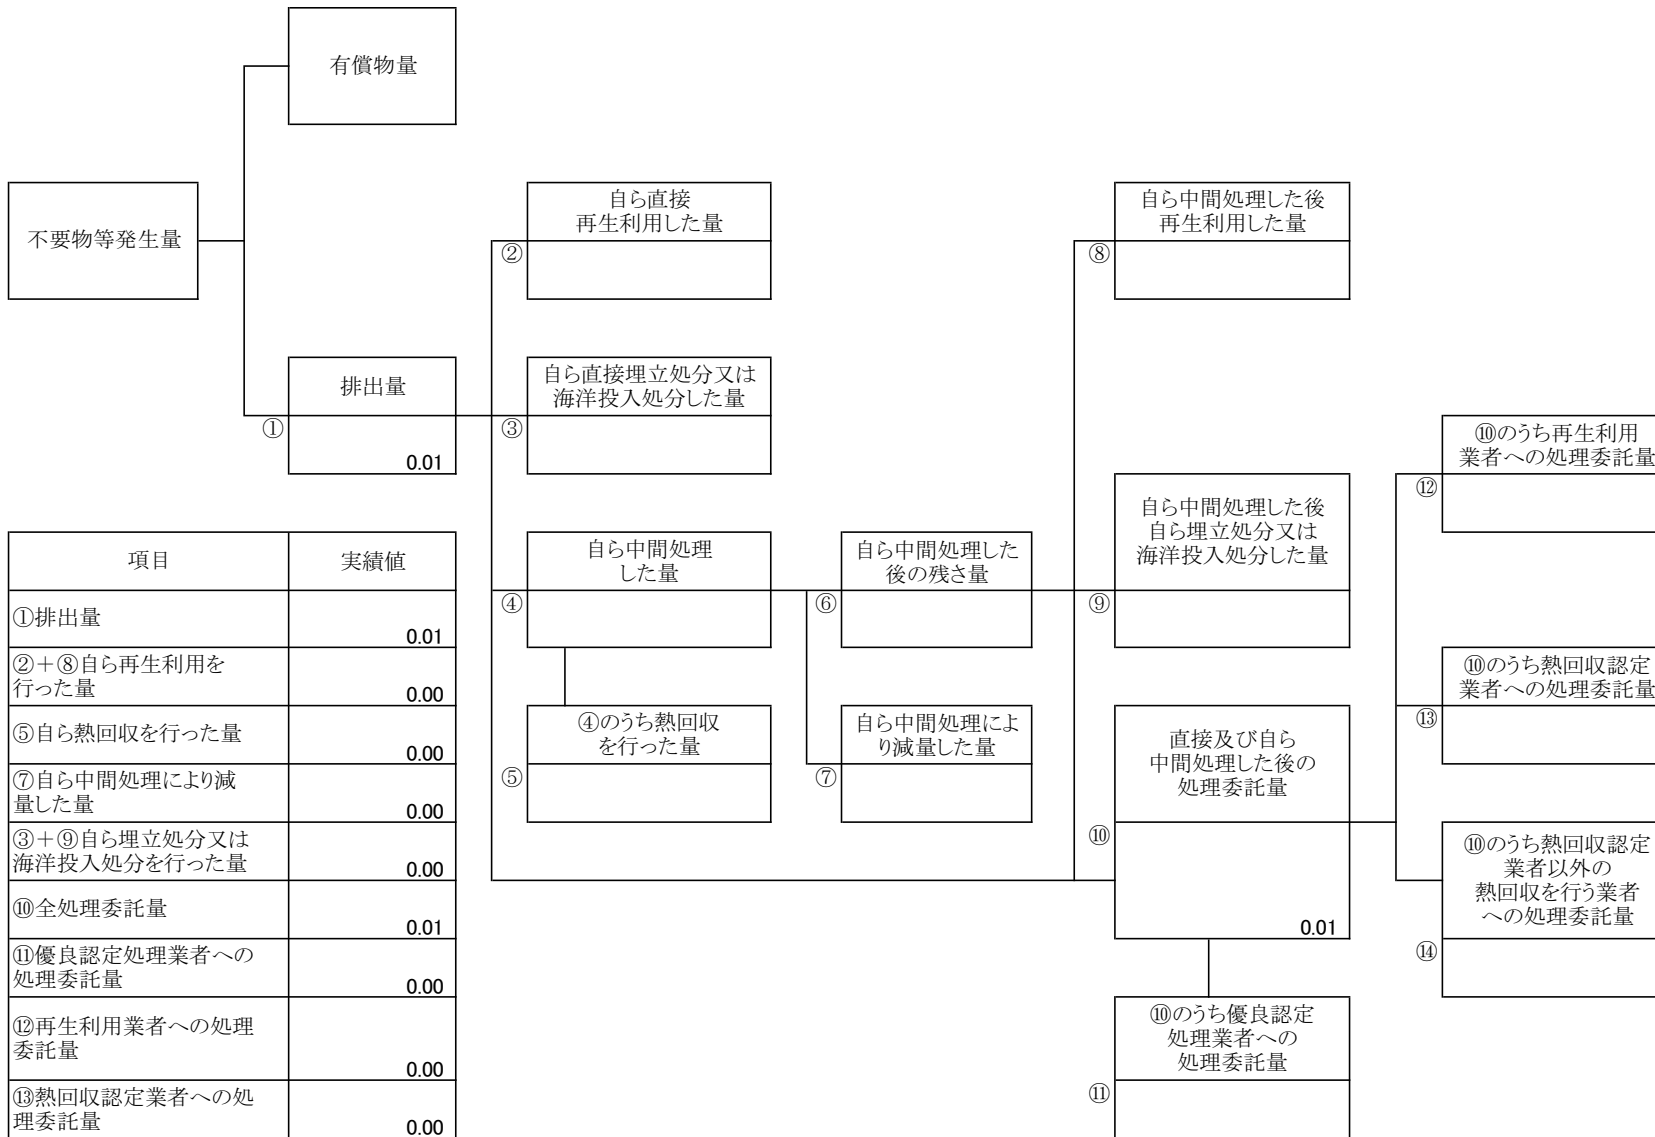 有償物量
不要物等発生量
自ら直接
再生利用した量
②
自ら中間処理した後
再生利用した量
⑧
排出量
①
0.01
自ら直接埋立処分又は
海洋投入処分した量
③
⑩のうち再生利用
業者への処理委託量
⑫
自ら中間処理した後
自ら埋立処分又は
海洋投入処分した量
⑨
自ら中間処理
した量
④
自ら中間処理した
後の残さ量
⑥
⑩のうち熱回収認定
業者への処理委託量
⑬
④のうち熱回収
を行った量
⑤
自ら中間処理によ
り減量した量
⑦
直接及び自ら
中間処理した後の
処理委託量
⑩
0.01
⑩のうち熱回収認定
業者以外の
熱回収を行う業者
への処理委託量
⑭
⑩のうち優良認定
処理業者への
処理委託量
⑪
項目 実績値
①排出量
0.01
②+⑧自ら再生利用を
行った量
0.00
⑤自ら熱回収を行った量
0.00
⑦自ら中間処理により減
量した量
0.00
③+⑨自ら埋立処分又は
海洋投入処分を行った量
0.00
⑩全処理委託量
0.01
⑪優良認定処理業者への
処理委託量
0.00
⑫再生利用業者への処理
委託量
0.00
⑬熱回収認定業者への処
理委託量
0.00